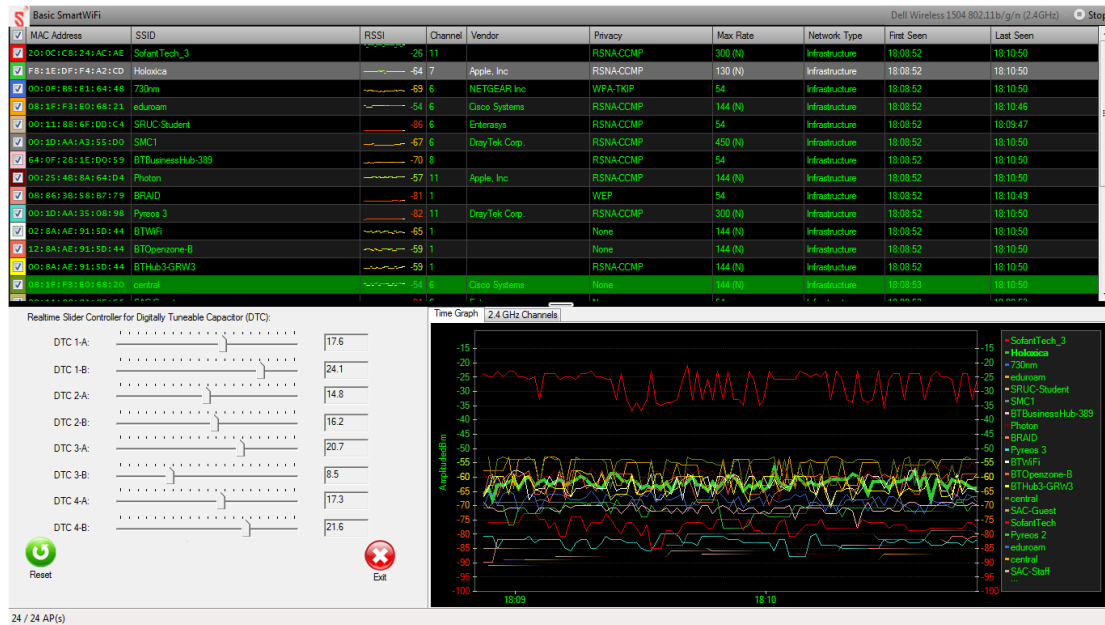 Basic SmartWiFi Dell Wireless 1504 802.11b/g/n (2.4GHz) Stop
MAC Address SSID RSSI Channel Vendor Privacy Max Rate Network Type First Seen Last Seen
20:0C:C8:24:AC:AE SofantTech_3 -26 11 RSNA-CCMP 300 (N) Infrastructure 18:08:52 18:10:50
F8:1E:DF:F4:A2:CD Holoxica -64 7 Apple, Inc RSNA-CCMP 130 (N) Infrastructure 18:08:52 18:10:50
00:0F:B5:E1:64:48 730nm -69 6 NETGEAR Inc WPA-TKIP 54 Infrastructure 18:08:52 18:10:50
08:1F:F3:E0:68:21 eduroam -54 6 Cisco Systems RSNA-CCMP 144 (N) Infrastructure 18:08:52 18:10:46
00:11:88:6F:DD:C4 SRUC-Student -86 6 Enterasys RSNA-CCMP 54 Infrastructure 18:08:52 18:09:47
00:1D:AA:A3:55:D0 SMC1 -67 6 DrayTek Corp. RSNA-CCMP 450 (N) Infrastructure 18:08:52 18:10:50
64:0F:28:1E:D0:59 BTBusinessHub-389 -70 8 RSNA-CCMP 54 Infrastructure 18:08:52 18:10:50
00:25:4B:8A:64:D4 Photon -57 11 Apple, Inc RSNA-CCMP 144 (N) Infrastructure 18:08:52 18:10:50
08:86:3B:58:B7:79 BRAID -81 1 WEP 54 Infrastructure 18:08:52 18:10:49
00:1D:AA:35:08:98 Pyreos 3 -82 11 DrayTek Corp. RSNA-CCMP 300 (N) Infrastructure 18:08:52 18:10:50
02:8A:AE:91:5D:44 BTWiFi -65 1 None 144 (N) Infrastructure 18:08:52 18:10:50
12:8A:AE:91:5D:44 BTOpenzone-B -59 1 None 144 (N) Infrastructure 18:08:52 18:10:50
00:8A:AE:91:5D:44 BTHub3-GRW3 -59 1 RSNA-CCMP 144 (N) Infrastructure 18:08:52 18:10:50
08:1F:F3:E0:68:20 central -54 6 Cisco Systems None 144 (N) Infrastructure 18:08:53 18:10:50
Realtime Slider Controller for Digitally Tuneable Capacitor (DTC):
DTC 1-A: 17.6
DTC 1-B: 24.1
DTC 2-A: 14.8
DTC 2-B: 16.2
DTC 3-A: 20.7
DTC 3-B: 8.5
DTC 4-A: 17.3
DTC 4-B: 21.6
Reset
Exit
Time Graph 2.4 GHz Channels
AmplitudedBm
-15 -15
-20 -20
-25 -25
-30 -30
-35 -35
-40 -40
-45 -45
-50 -50
-55 -55
-60 -60
-65 -65
-70 -70
-75 -75
-80 -80
-85 -85
-90 -90
-95 -95
-100 -100
18:09 18:10
SofantTech_3
Holoxica
730nm
eduroam
SRUC-Student
SMC1
BTBusinessHub-389
Photon
BRAID
Pyreos 3
BTWiFi
BTOpenzone-B
BTHub3-GRW3
central
SAC-Guest
SofantTech
Pyreos 2
eduroam
central
SAC-Staff
...
24 / 24 AP(s)